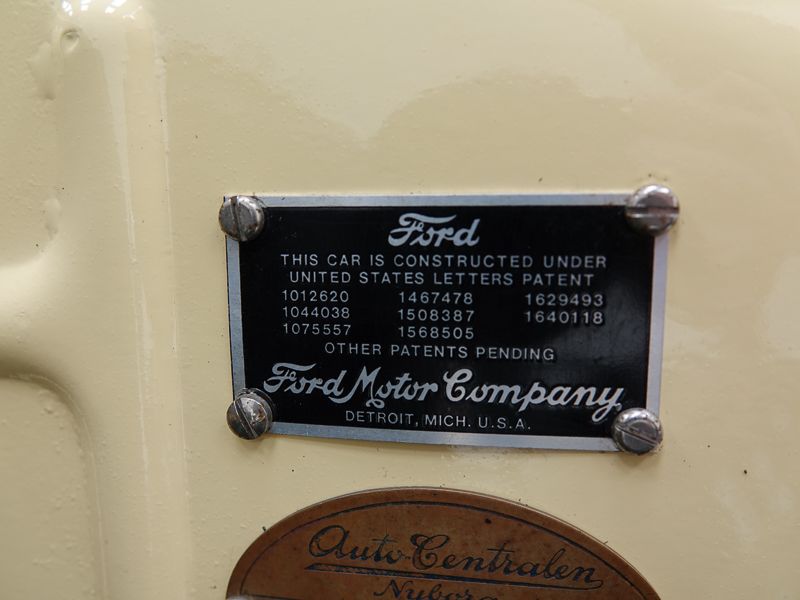 Ford
THIS CAR IS CONSTRUCTED UNDER
UNITED STATES LETTERS PATENT
1012620 1467478 1629493
1044038 1508387 1640118
1075557 1568505
OTHER PATENTS PENDING
Ford Motor Company
DETROIT, MICH. U.S.A.
Auto-Centralen
Nyborg